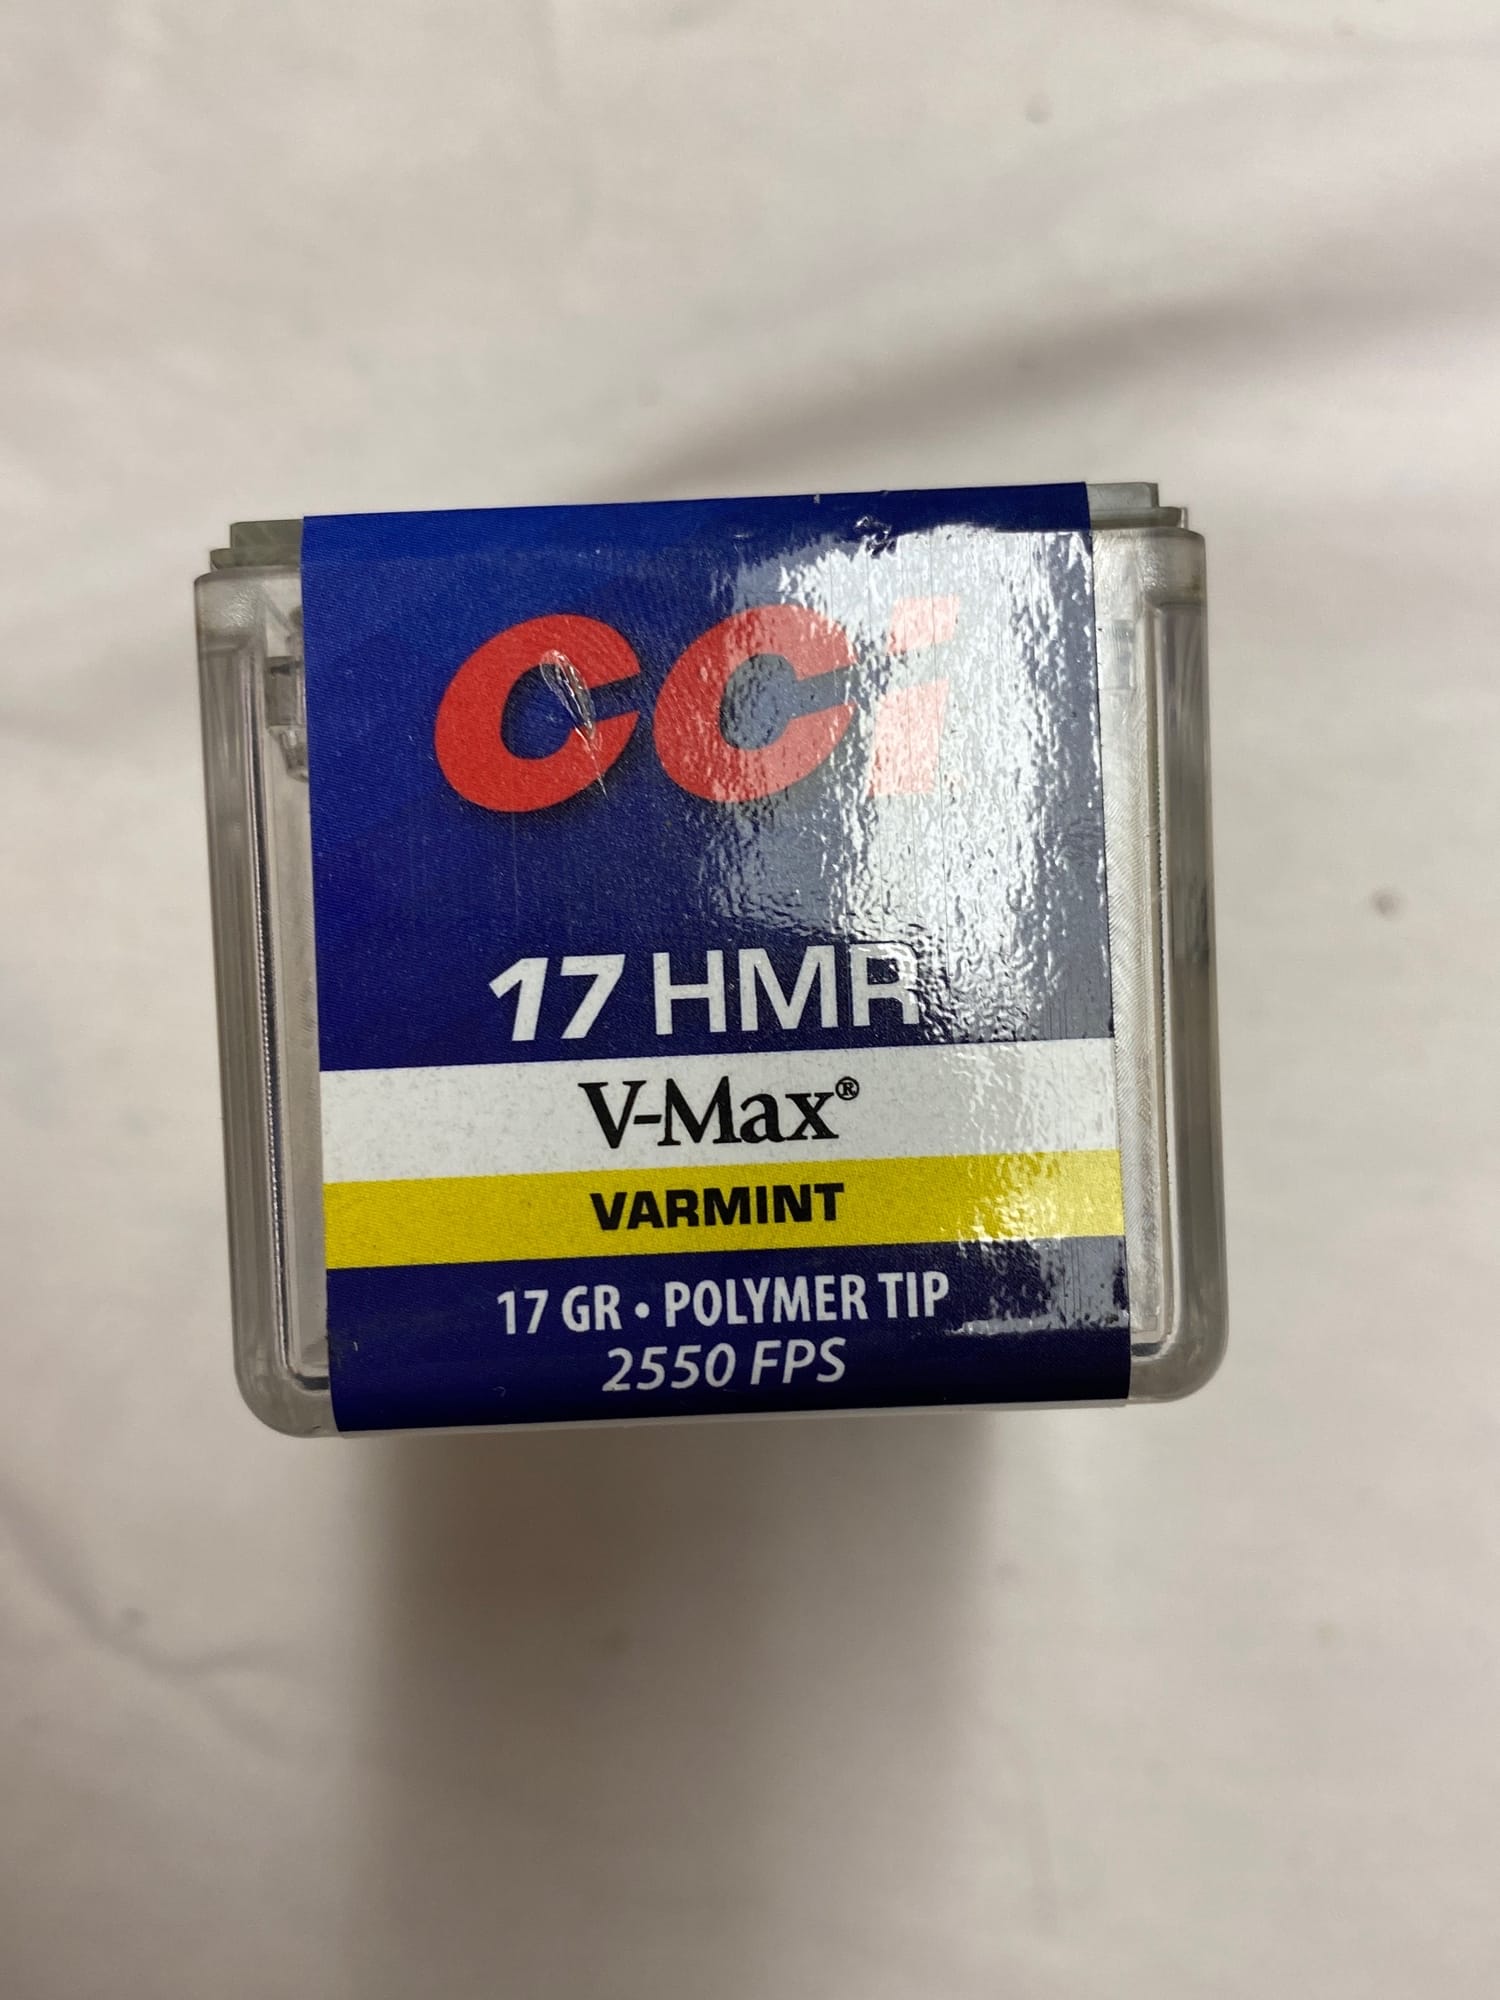 CCi
17 HMR
V-Max®
VARMINT
17 GR • POLYMER TIP
2550 FPS